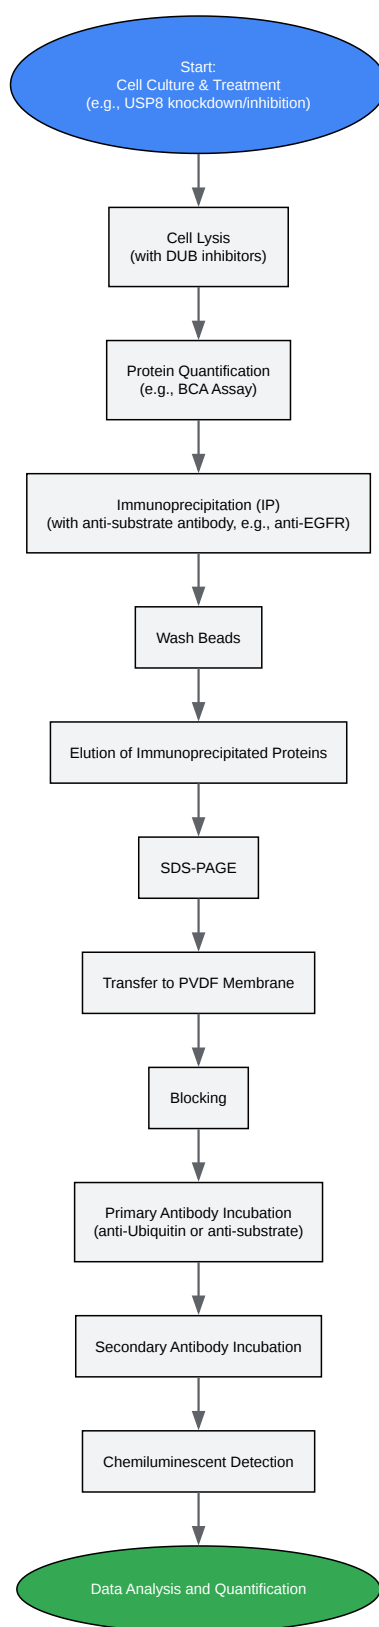 Start:
Cell Culture & Treatment
(e.g., USP8 knockdown/inhibition)
Cell Lysis
(with DUB inhibitors)
Protein Quantification
(e.g., BCA Assay)
Immunoprecipitation (IP)
(with anti-substrate antibody, e.g., anti-EGFR)
Wash Beads
Elution of Immunoprecipitated Proteins
SDS-PAGE
Transfer to PVDF Membrane
Blocking
Primary Antibody Incubation
(anti-Ubiquitin or anti-substrate)
Secondary Antibody Incubation
Chemiluminescent Detection
Data Analysis and Quantification